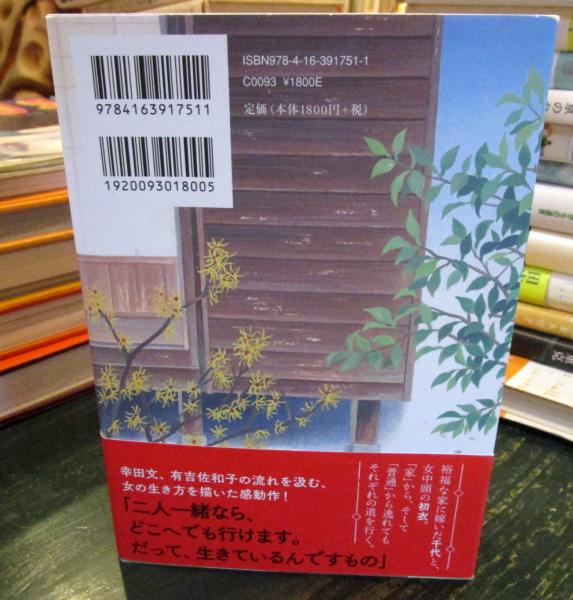 ISBN978-4-16-391751-1
C0093 ¥1800E
定価(本体1800円+税)
9784163917511
1920093018005
裕福な家に嫁いだ千代と、
女中頭の初衣。
「家」から、そして
「普通」から逸れても
それぞれの道を行く。
幸田文、有吉佐和子の流れを汲む、
女の生き方を描いた感動作!
「二人一緒なら、
どこへでも行けます。
だって、生きているんですもの」